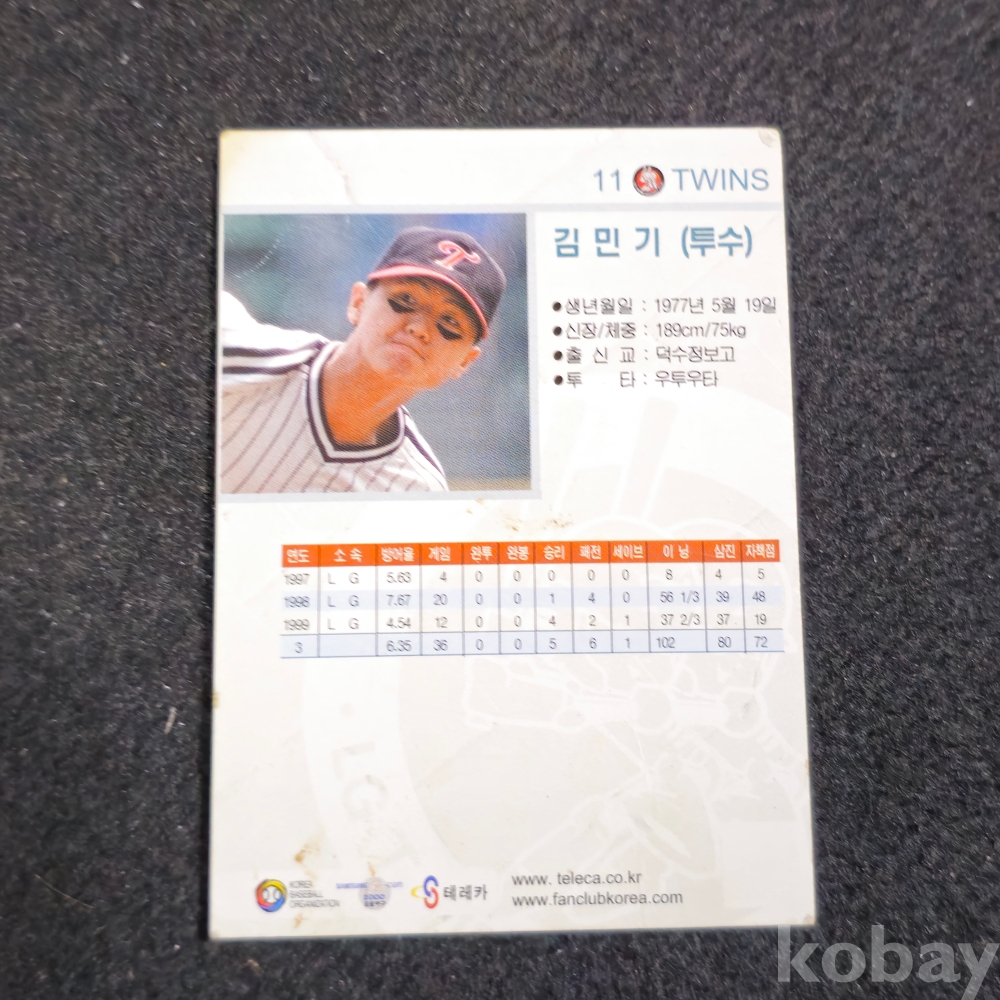 11 TWINS
김민기 (투수)
●생년월일 : 1977년 5월 19일
●신장/체중 : 189cm/75kg
●출 신 교 : 덕수정보고
●투 타 : 우투우타
연도 소속 방어율 게임 완투 완봉 승리 패전 세이브 이닝 삼진 자책점
1997 L G 5.63 4 0 0 0 0 0 8 4 5
1998 L G 7.67 20 0 0 1 4 0 56 1/3 39 48
1999 L G 4.54 12 0 0 4 2 1 37 2/3 37 19
3 6.35 36 0 0 5 6 1 102 80 72
LG
KOREA
BASEBALL
ORGANIZATION
2000
테레카
www. teleca.co.kr
www.fanclubkorea.com
kobay